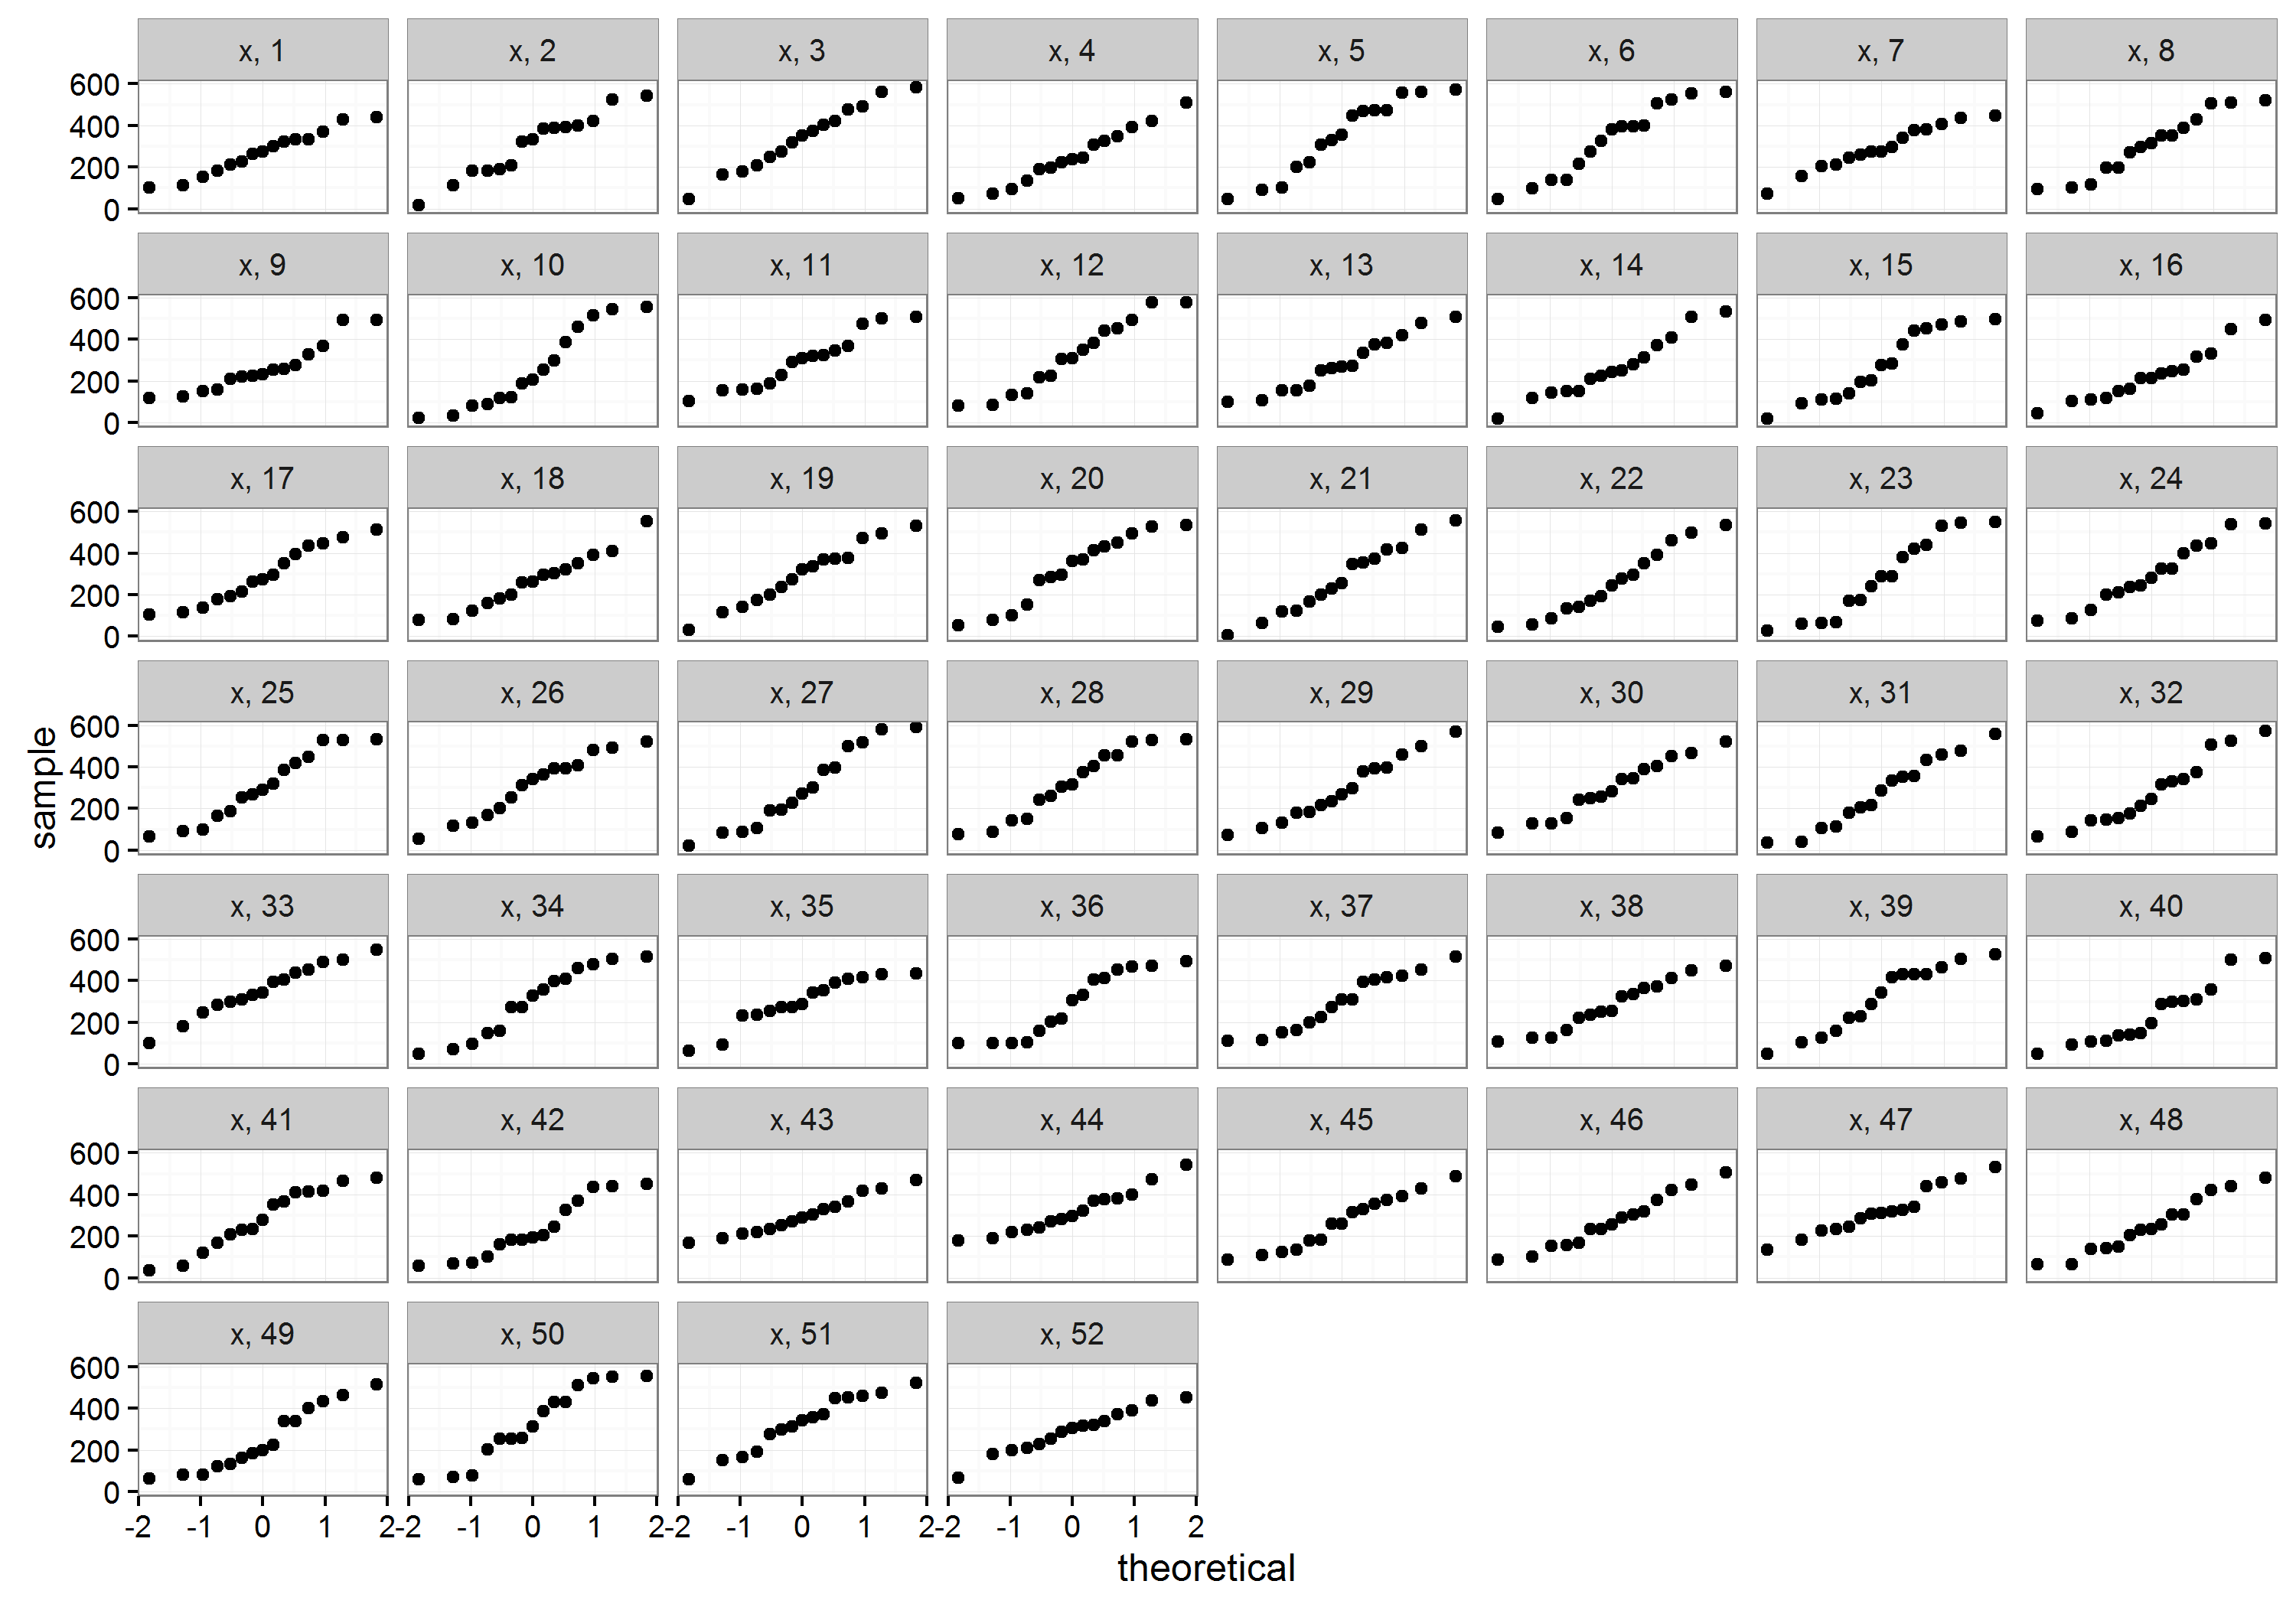 x, 1 x, 2 x, 3 x, 4 x, 5 x, 6 x, 7 x, 8
600
400
200
0
x, 9 x, 10 x, 11 x, 12 x, 13 x, 14 x, 15 x, 16
600
400
200
0
x, 17 x, 18 x, 19 x, 20 x, 21 x, 22 x, 23 x, 24
600
400
200
0
x, 25 x, 26 x, 27 x, 28 x, 29 x, 30 x, 31 x, 32
600
400
200
0
sample
x, 33 x, 34 x, 35 x, 36 x, 37 x, 38 x, 39 x, 40
600
400
200
0
x, 41 x, 42 x, 43 x, 44 x, 45 x, 46 x, 47 x, 48
600
400
200
0
x, 49 x, 50 x, 51 x, 52
600
400
200
0
-2 -1 0 1 2 -2 -1 0 1 2 -2 -1 0 1 2 -2 -1 0 1 2
theoretical